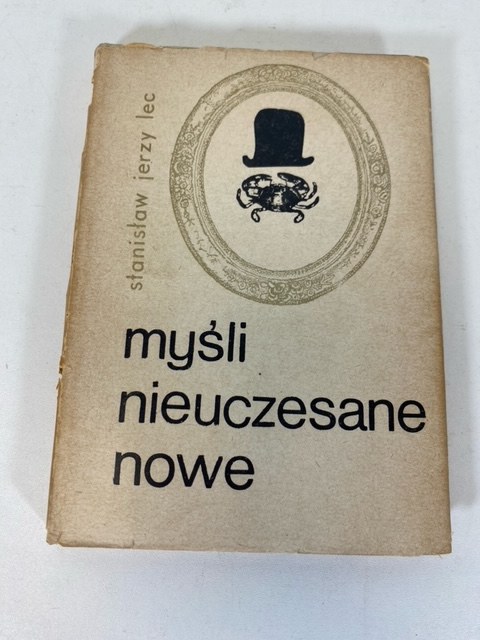 stanisław jerzy lec
myśli
nieuczesane
nowe